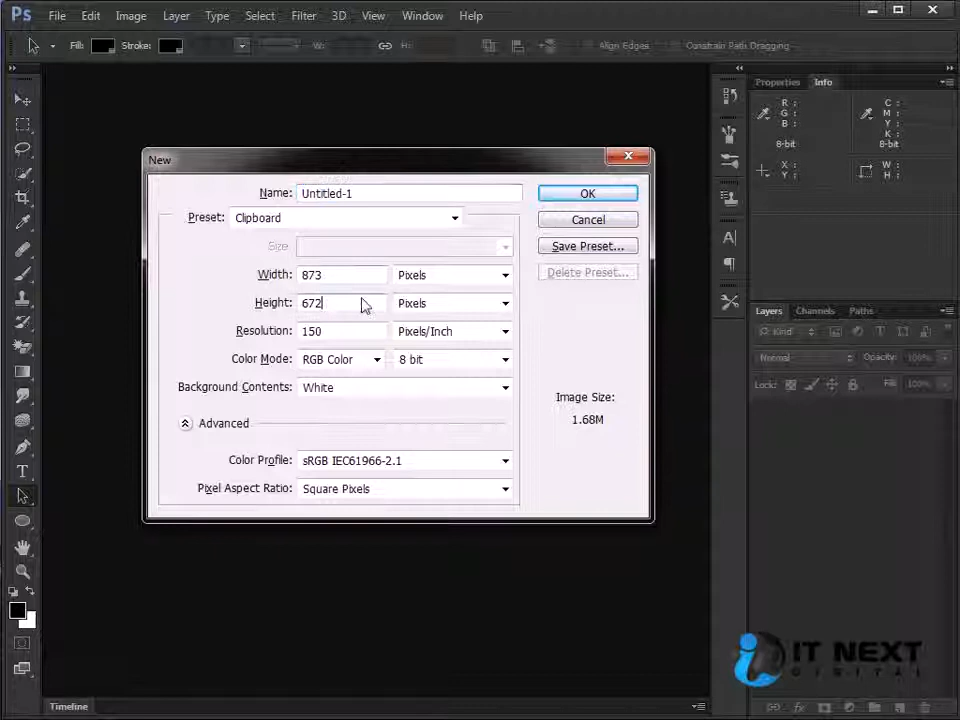 Ps File Edit Image Layer Type Select Filter 3D View Window Help
Fill: Stroke: W: H: Align Edges Constrain Path Dragging
Properties Info
R: C:
G: M:
B: Y:
K:
8-bit 8-bit
X: W:
Y: H:
New
Name: Untitled-1 OK
Preset: Clipboard Cancel
Size: Save Preset...
Width: 873 Pixels Delete Preset...
Height: 672 Pixels
Resolution: 150 Pixels/Inch
Color Mode: RGB Color 8 bit
Background Contents: White
Image Size:
1.68M
Advanced
Color Profile: sRGB IEC61966-2.1
Pixel Aspect Ratio: Square Pixels
Layers Channels Paths
Kind
Normal Opacity: 100%
Lock: Fill: 100%
IT NEXT
DIGITAL
Timeline